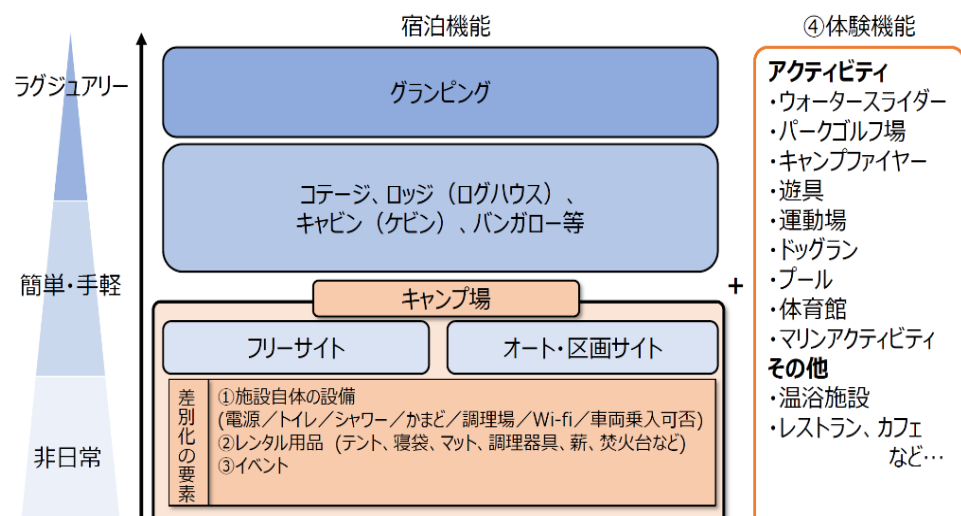 宿泊機能
④体験機能
ラグジュアリー
簡単・手軽
非日常
グランピング
コテージ、ロッジ（ログハウス）、
キャビン（ケビン）、バンガロー等
キャンプ場
フリーサイト
オート・区画サイト
差別化の要素
①施設自体の設備
(電源／トイレ／シャワー／かまど／調理場／Wi-fi／車両乗入可否)
②レンタル用品 (テント、寝袋、マット、調理器具、薪、焚火台など)
③イベント
+
アクティビティ
・ウォータースライダー
・パークゴルフ場
・キャンプファイヤー
・遊具
・運動場
・ドッグラン
・プール
・体育館
・マリンアクティビティ
その他
・温浴施設
・レストラン、カフェ
など…